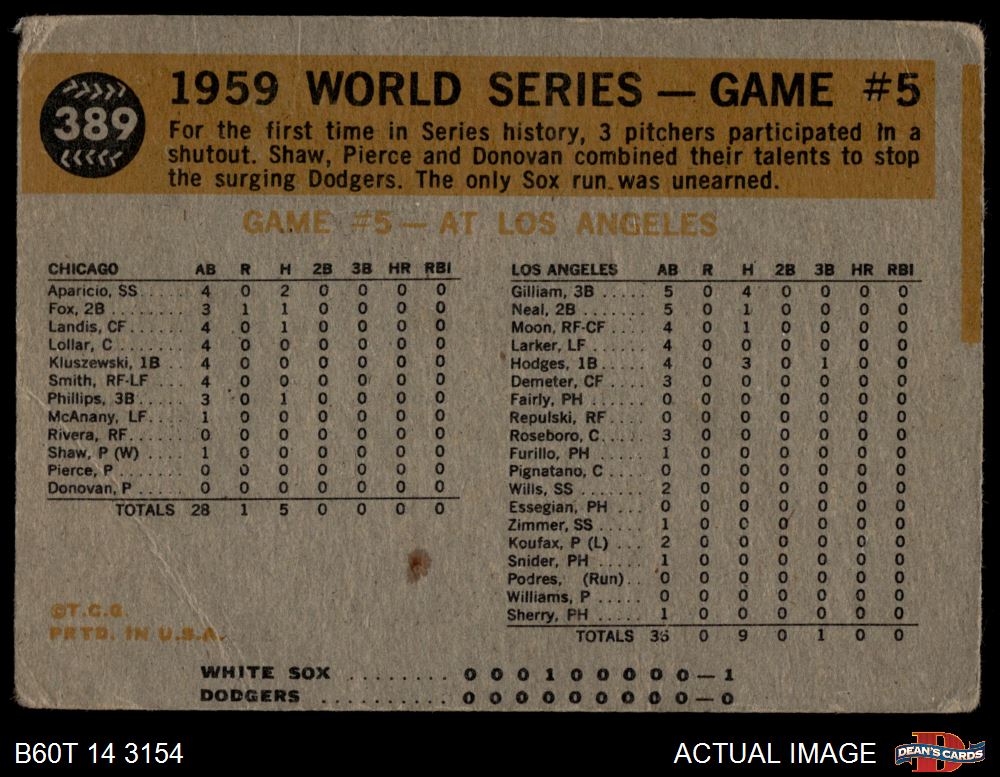 389
1959 WORLD SERIES — GAME #5
For the first time in Series history, 3 pitchers participated in a
shutout. Shaw, Pierce and Donovan combined their talents to stop
the surging Dodgers. The only Sox run was unearned.
GAME #5 — AT LOS ANGELES
CHICAGO AB R H 2B 3B HR RBI
Aparicio, SS..... 4 0 2 0 0 0 0
Fox, 2B........ 3 1 1 0 0 0 0
Landis, CF...... 4 0 1 0 0 0 0
Lollar, C....... 4 0 0 0 0 0 0
Kluszewski, 1B .. 4 0 0 0 0 0 0
Smith, RF-LF ... 4 0 0 0 0 0 0
Phillips, 3B..... 3 0 1 0 0 0 0
McAnany, LF.... 1 0 0 0 0 0 0
Rivera, RF...... 0 0 0 0 0 0 0
Shaw, P (W) .... 1 0 0 0 0 0 0
Pierce, P ....... 0 0 0 0 0 0 0
Donovan, P ..... 0 0 0 0 0 0 0
TOTALS 28 1 5 0 0 0 0
©T.C.G.
PRTD. IN U.S.A.
LOS ANGELES AB R H 2B 3B HR RBI
Gilliam, 3B ..... 5 0 4 0 0 0 0
Neal, 2B........ 5 0 1 0 0 0 0
Moon, RF-CF ... 4 0 1 0 0 0 0
Larker, LF ...... 4 0 0 0 0 0 0
Hodges, 1B...... 4 0 3 0 1 0 0
Demeter, CF .... 3 0 0 0 0 0 0
Fairly, PH ...... 0 0 0 0 0 0 0
Repulski, RF .... 0 0 0 0 0 0 0
Roseboro, C..... 3 0 0 0 0 0 0
Furillo, PH ..... 1 0 0 0 0 0 0
Pignatano, C .... 0 0 0 0 0 0 0
Wills, SS ....... 2 0 0 0 0 0 0
Essegian, PH ... 0 0 0 0 0 0 0
Zimmer, SS ..... 1 0 0 0 0 0 0
Koufax, P (L) ... 2 0 0 0 0 0 0
Snider, PH ..... 1 0 0 0 0 0 0
Podres, (Run).. 0 0 0 0 0 0 0
Williams, P ..... 0 0 0 0 0 0 0
Sherry, PH ..... 1 0 0 0 0 0 0
TOTALS 0 9 0 1 0 0
WHITE SOX ........ 0 0 0 1 0 0 0 0 0 — 1
DODGERS .......... 0 0 0 0 0 0 0 0 0 — 0
B60T 14 3154
ACTUAL IMAGE
D
DEAN'S CARDS